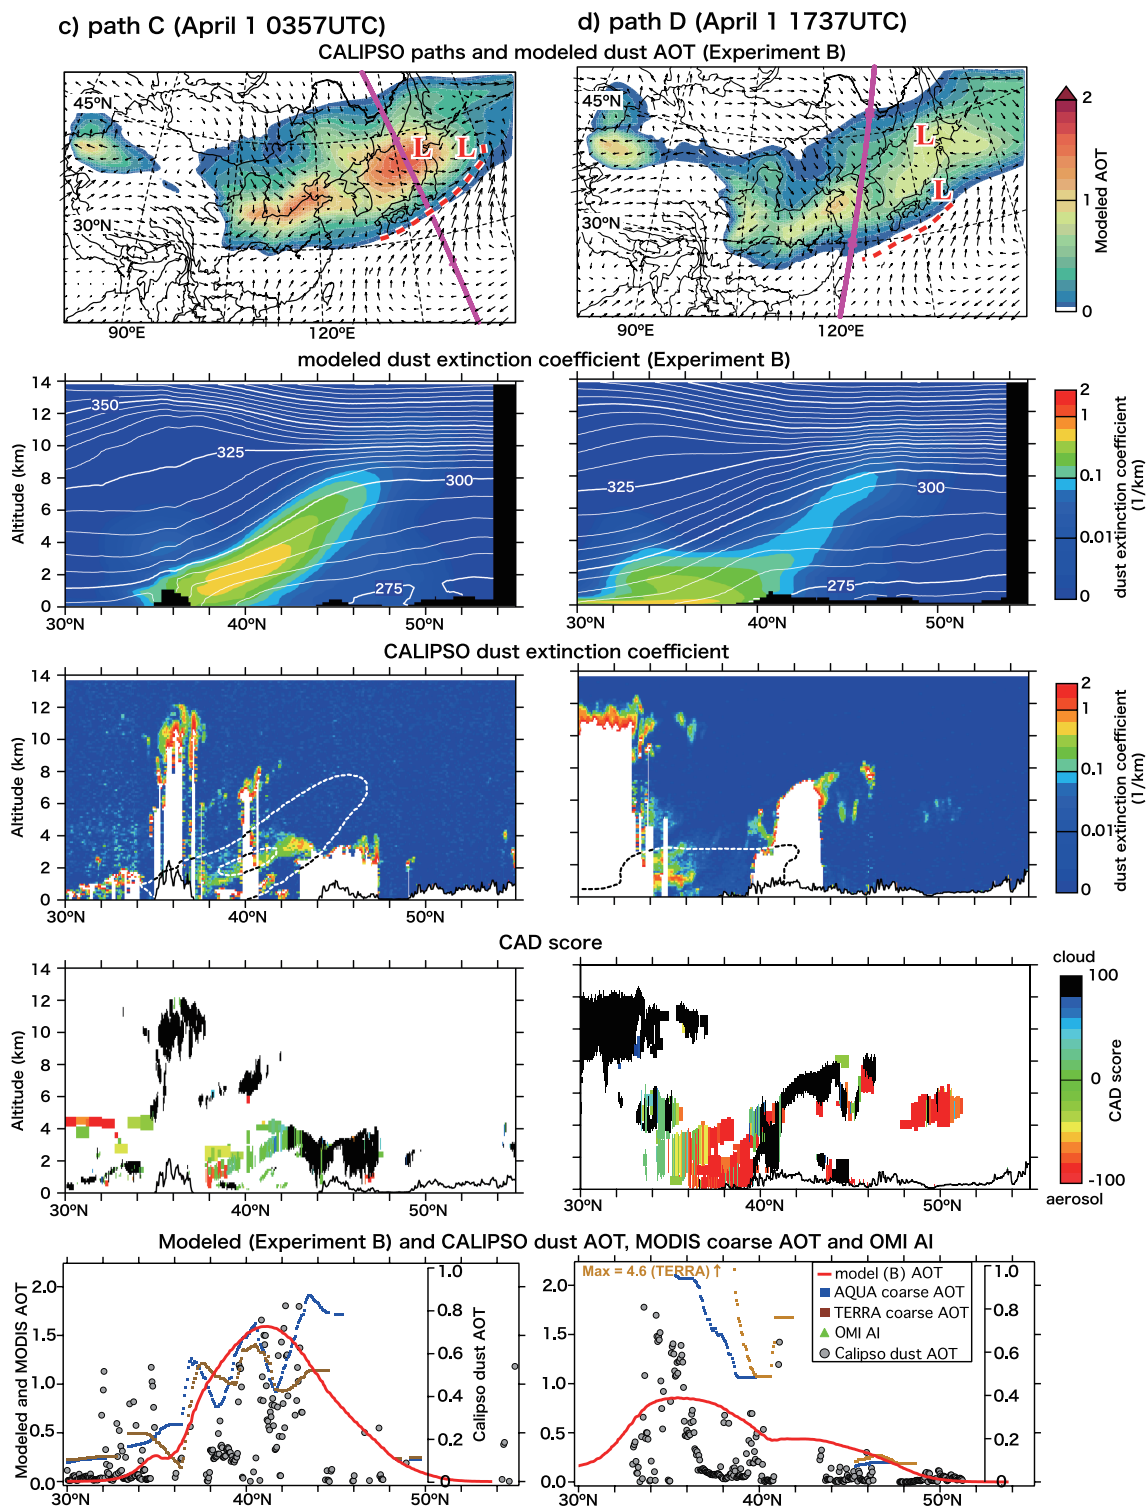 c) path C (April 1 0357UTC)
d) path D (April 1 1737UTC)
CALIPSO paths and modeled dust AOT (Experiment B)
45ºN
30ºN
90ºE
120ºE
L L
45ºN
30ºN
90ºE
120ºE
L
L
2
1
0
Modeled AOT
modeled dust extinction coefficient (Experiment B)
Altitude (km)
14
12
10
8
6
4
2
0
350
325
300
275
30ºN
40ºN
50ºN
325
300
275
30ºN
40ºN
50ºN
2
1
0.1
0.01
0
dust extinction coefficient
(1/km)
CALIPSO dust extinction coefficient
Altitude (km)
14
12
10
8
6
4
2
0
30ºN
40ºN
50ºN
30ºN
40ºN
50ºN
2
1
0.1
0.01
0
dust extinction coefficient
(1/km)
CAD score
Altitude (km)
14
12
10
8
6
4
2
0
30ºN
40ºN
50ºN
30ºN
40ºN
50ºN
cloud
100
0
-100
aerosol
CAD score
Modeled (Experiment B) and CALIPSO dust AOT, MODIS coarse AOT and OMI AI
Modeled and MODIS AOT
2.0
1.5
1.0
0.5
0.0
1.0
0.8
0.6
0.4
0.2
0
Calipso dust AOT
30ºN
40ºN
50ºN
2.0
1.5
1.0
0.5
0.0
Max = 4.6 (TERRA) ↑
model (B) AOT
AQUA coarse AOT
TERRA coarse AOT
OMI AI
Calipso dust AOT
1.0
0.8
0.6
0.4
0.2
0
30ºN
40ºN
50ºN